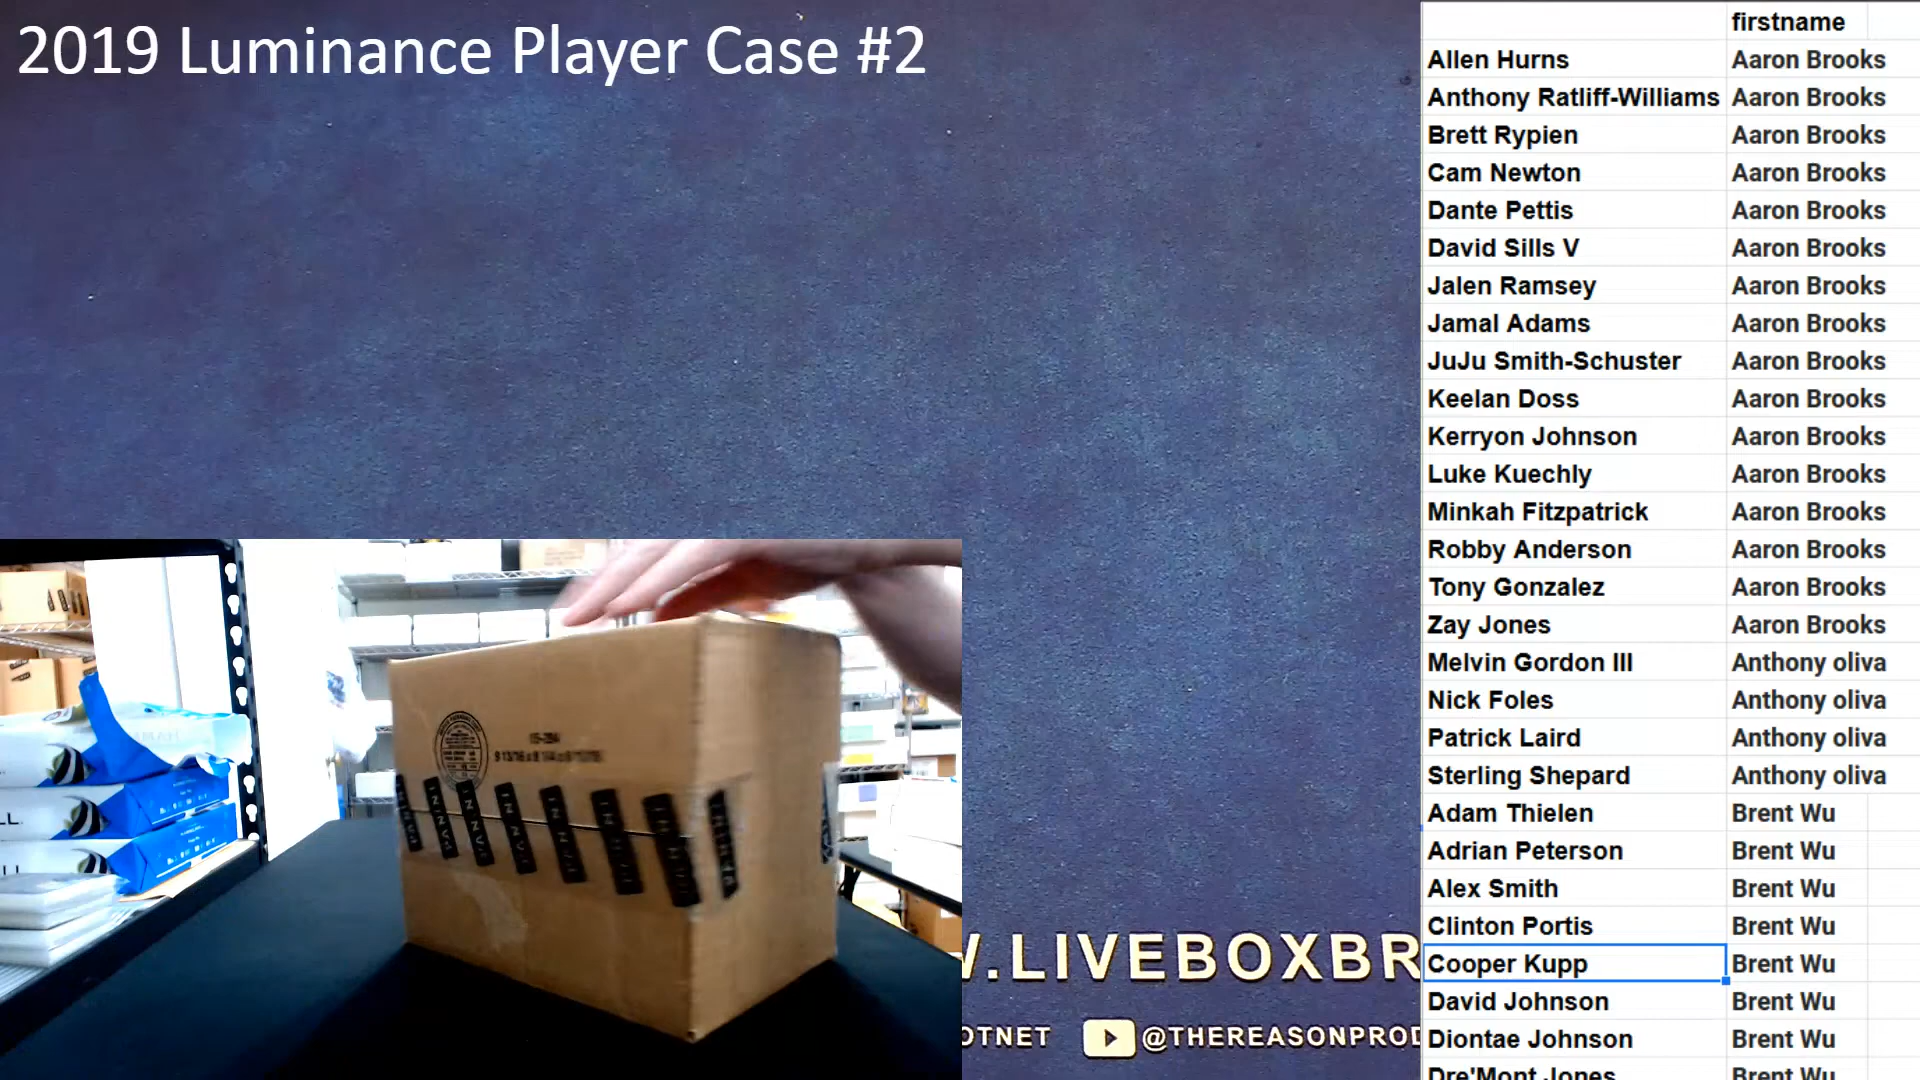 2019 Luminance Player Case #2
firstname
Allen Hurns Aaron Brooks
Anthony Ratliff-Williams Aaron Brooks
Brett Rypien Aaron Brooks
Cam Newton Aaron Brooks
Dante Pettis Aaron Brooks
David Sills V Aaron Brooks
Jalen Ramsey Aaron Brooks
Jamal Adams Aaron Brooks
JuJu Smith-Schuster Aaron Brooks
Keelan Doss Aaron Brooks
Kerryon Johnson Aaron Brooks
Luke Kuechly Aaron Brooks
Minkah Fitzpatrick Aaron Brooks
Robby Anderson Aaron Brooks
Tony Gonzalez Aaron Brooks
Zay Jones Aaron Brooks
Melvin Gordon III Anthony oliva
Nick Foles Anthony oliva
Patrick Laird Anthony oliva
Sterling Shepard Anthony oliva
Adam Thielen Brent Wu
Adrian Peterson Brent Wu
Alex Smith Brent Wu
Clinton Portis Brent Wu
Cooper Kupp Brent Wu
David Johnson Brent Wu
Diontae Johnson Brent Wu
Dre'Mont Jones Brent Wu
.LIVEBOXBR
OTNET @THEREASONPROD